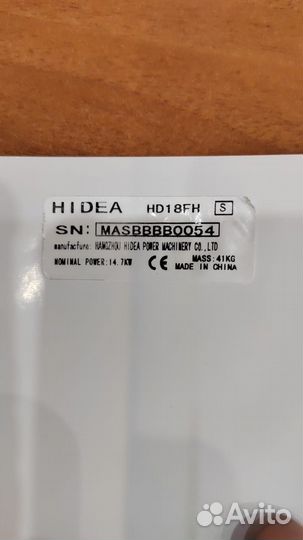 HIDEA HD18FH S
SN: MASBBBB0054
manufacture: HANGZHOU HIDEA POWER MACHINERY CO.,LTD
NOMINAL POWER:14.7KW CE MASS:41KG
MADE IN CHINA
Avito